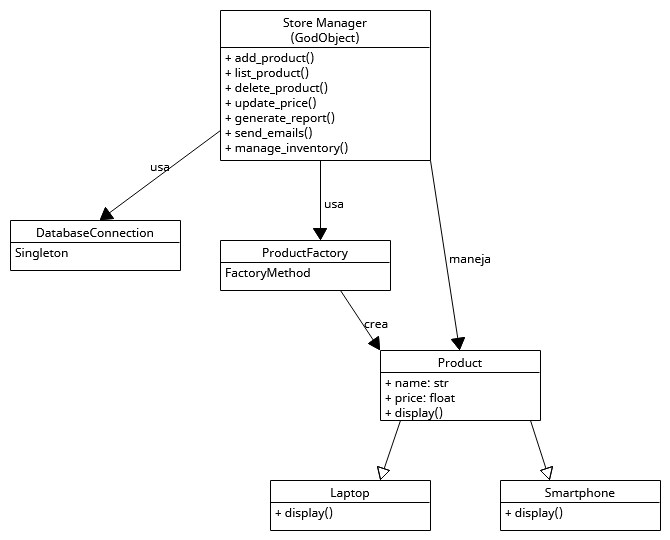 Store Manager
(GodObject)
+ add_product()
+ list_product()
+ delete_product()
+ update_price()
+ generate_report()
+ send_emails()
+ manage_inventory()
usa
usa
maneja
DatabaseConnection
Singleton
ProductFactory
FactoryMethod
crea
Product
+ name: str
+ price: float
+ display()
Laptop
+ display()
Smartphone
+ display()